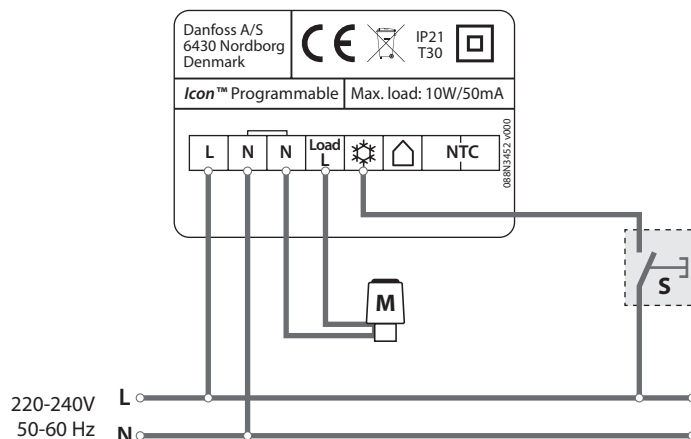 Danfoss A/S
6430 Nordborg
Denmark
CE
IP21
T30
Icon™ Programmable
Max. load: 10W/50mA
088N3452 v000
L
N
N
Load
L
NTC
M
S
220-240V
50-60 Hz
L
N